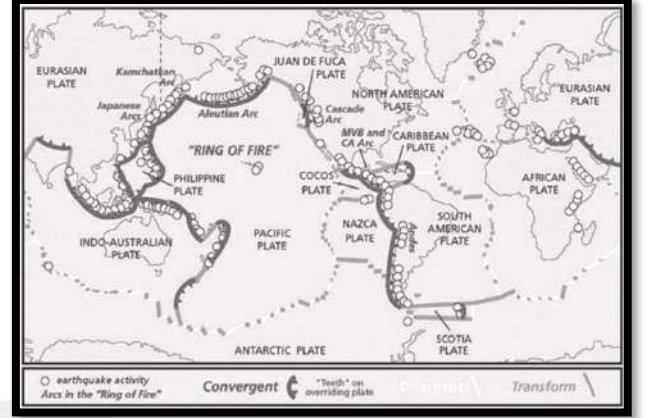 EURASIAN
PLATE
Kamchatkan
Arc
JUAN DE FUCA
PLATE
NORTH AMERICAN
PLATE
EURASIAN
PLATE
Japanese
Arcs
Aleutian Arc
Cascade
Arc
"RING OF FIRE"
MVB and
CA Arc
CARIBBEAN
PLATE
PHILIPPINE
PLATE
COCOS
PLATE
AFRICAN
PLATE
INDO-AUSTRALIAN
PLATE
PACIFIC
PLATE
NAZCA
PLATE
Andes
SOUTH
AMERICAN
PLATE
SCOTIA
PLATE
ANTARCTIC PLATE
earthquake activity
Arcs in the "Ring of Fire"
Convergent
"Teeth" on
overriding plate
Divergent
Transform